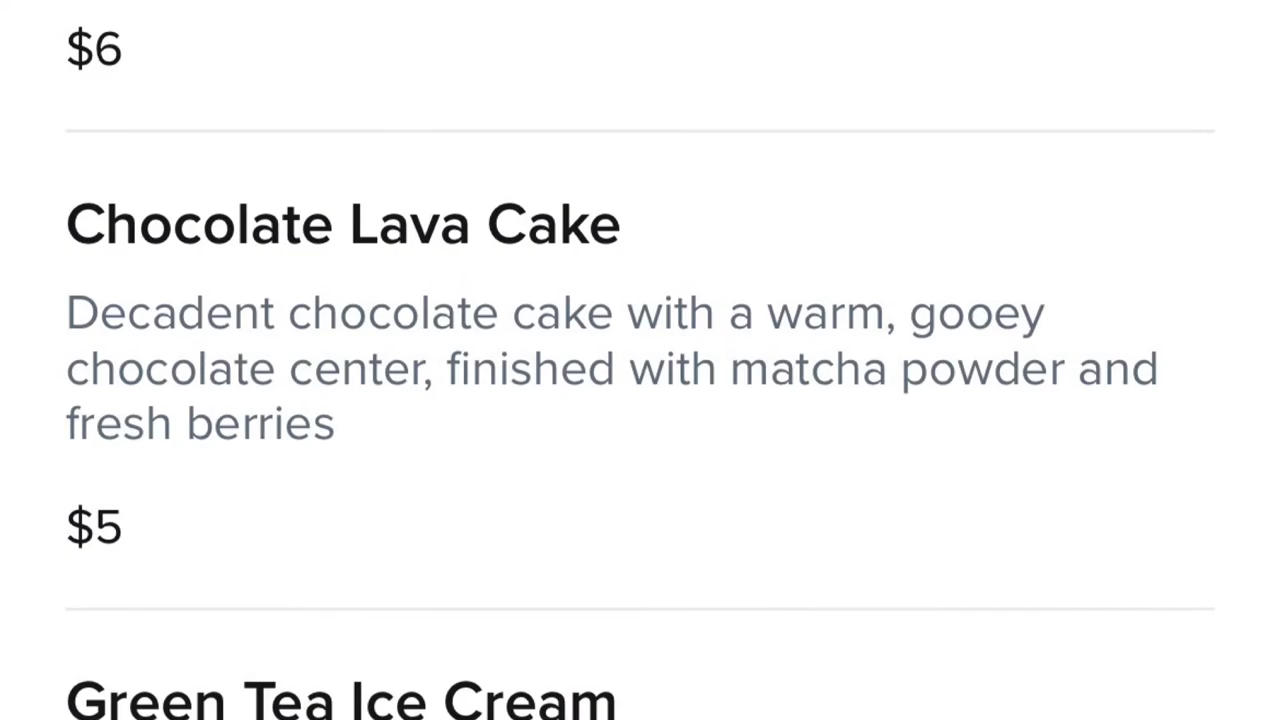 $6
Chocolate Lava Cake
Decadent chocolate cake with a warm, gooey
chocolate center, finished with matcha powder and
fresh berries
$5
Green Tea Ice Cream